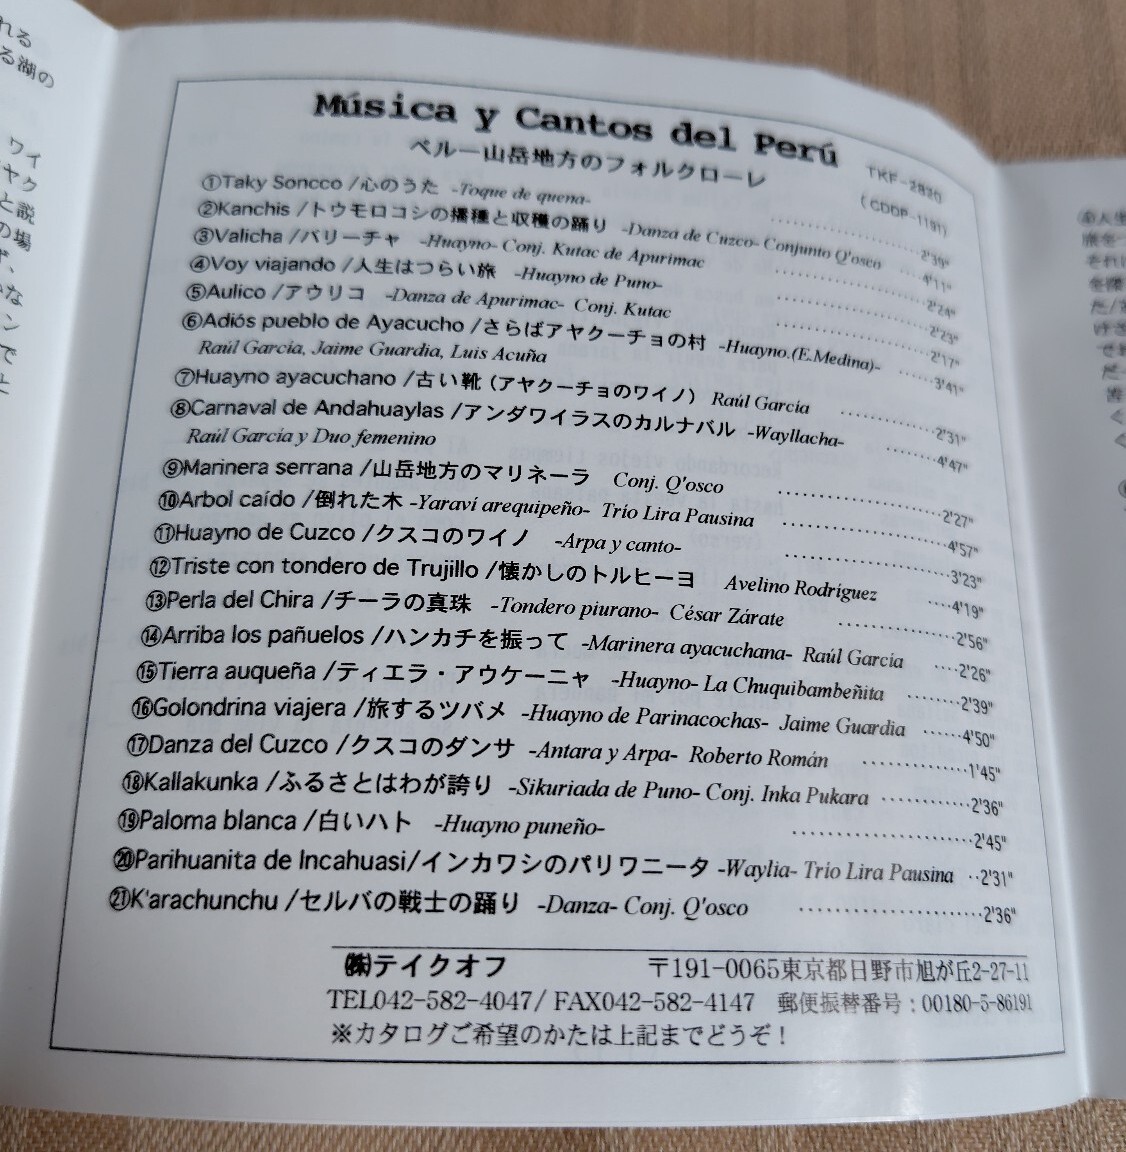 れる
る湖の
ワイ
ヤク
と説
の場
ず、
な
ン
で
Música y Cantos del Perú
ペルー山岳地方のフォルクローレ
TKF-2820
(CDDP-1191)
①Taky Soncco /心のうた -Toque de quena- 2'39"
②Kanchis /トウモロコシの播種と収穫の踊り -Danza de Cuzco- Conjunto Q'osco 4'11"
③Valicha /バリーチャ -Huayno- Conj. Kutac de Apurimac 2'24"
④Voy viajando /人生はつらい旅 -Huayno de Puno- 2'23"
⑤Aulico /アウリコ -Danza de Apurimac- Conj. Kutac 2'17"
⑥Adiós pueblo de Ayacucho /さらばアヤクーチョの村 -Huayno.(E.Medina)- ······3'41"
Raúl García, Jaime Guardia, Luis Acuña
⑦Huayno ayacuchano /古い靴 (アヤクーチョのワイノ) Raúl García ··········2'31"
⑧Carnaval de Andahuaylas /アンダワイラスのカルナバル -Wayllacha- ······4'47"
Raúl García y Duo femenino
⑨Marinera serrana /山岳地方のマリネーラ Conj. Q'osco ··········2'27"
⑩Arbol caído /倒れた木 -Yaraví arequipeño- Trío Lira Pausina ··········4'57"
⑪Huayno de Cuzco /クスコのワイノ -Arpa y canto- ··········3'23"
⑫Triste con tondero de Trujillo /懐かしのトルヒーヨ Avelino Rodríguez ····4'19"
⑬Perla del Chira /チーラの真珠 -Tondero piurano- César Zárate ··········2'56"
⑭Arriba los pañuelos /ハンカチを振って -Marinera ayacuchana- Raúl García ····2'26"
⑮Tierra auqueña /ティエラ・アウケーニャ -Huayno- La Chuquibambeñita ······2'39"
⑯Golondrina viajera /旅するツバメ -Huayno de Parinacochas- Jaime Guardia ······4'50"
⑰Danza del Cuzco /クスコのダンサ -Antara y Arpa- Roberto Román ··········1'45"
⑱Kallakunka /ふるさとはわが誇り -Sikuriada de Puno- Conj. Inka Pukara ··········2'36"
⑲Paloma blanca /白いハト -Huayno puneño- ··········2'45"
⑳Parihuanita de Incahuasi/インカワシのパリワニータ -Waylia- Trío Lira Pausina ··2'31"
㉑K'arachunchu /セルバの戦士の踊り -Danza- Conj. Q'osco ··········2'36"
㈱テイクオフ 〒191-0065東京都日野市旭が丘2-27-11
TEL042-582-4047/ FAX042-582-4147 郵便振替番号:00180-5-86191
※カタログご希望のかたは上記までどうぞ!